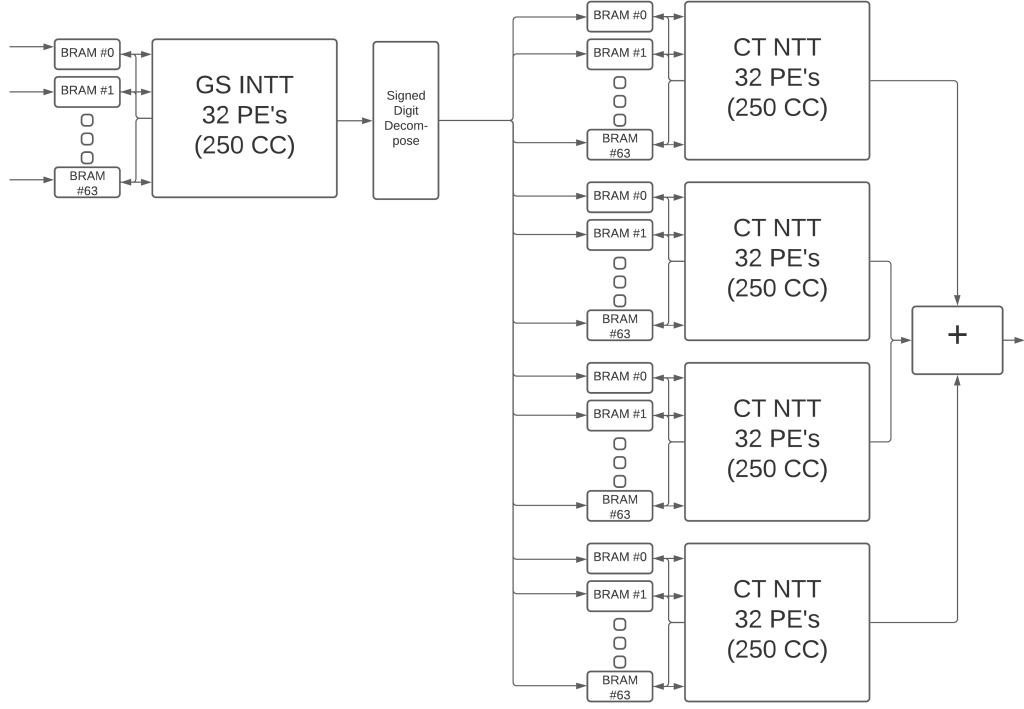 BRAM #0
BRAM #1
BRAM
#63
GS INTT
32 PE's
(250 CC)
Signed
Digit
Decom-
pose
BRAM #0
BRAM #1
BRAM
#63
CT NTT
32 PE's
(250 CC)
BRAM #0
BRAM #1
BRAM
#63
CT NTT
32 PE's
(250 CC)
BRAM #0
BRAM #1
BRAM
#63
CT NTT
32 PE's
(250 CC)
BRAM #0
BRAM #1
BRAM
#63
CT NTT
32 PE's
(250 CC)
+